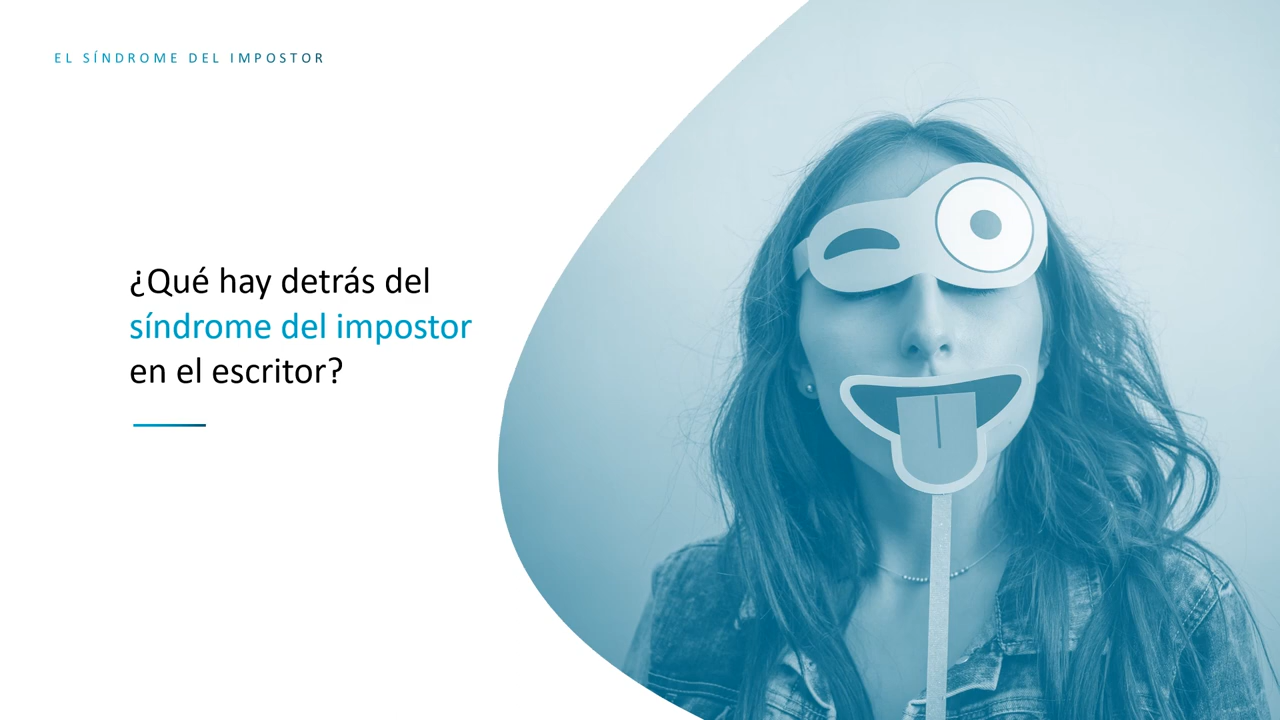 EL SÍNDROME DEL IMPOSTOR
¿Qué hay detrás del
síndrome del impostor
en el escritor?